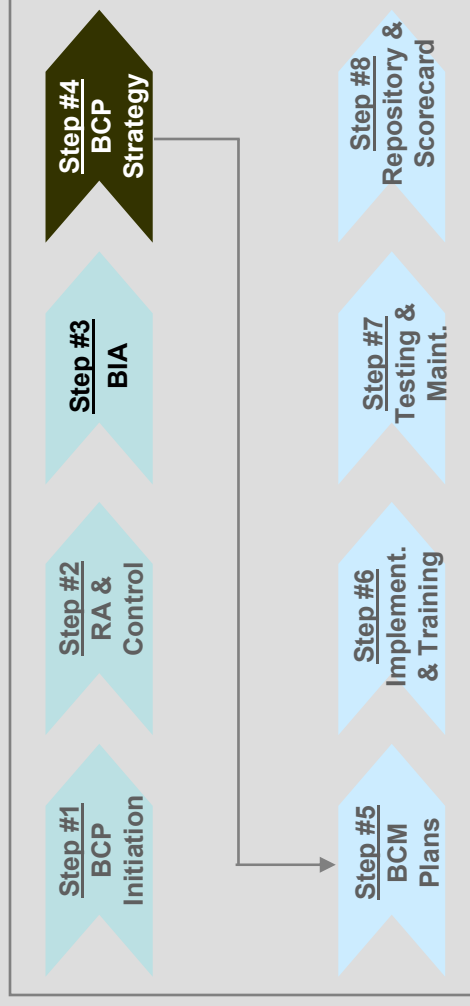 Step #1
BCP
Initiation
Step #2
RA &
Control
Step #3
BIA
Step #4
BCP
Strategy
Step #5
BCM
Plans
Step #6
Implement.
& Training
Step #7
Testing &
Maint.
Step #8
Repository &
Scorecard